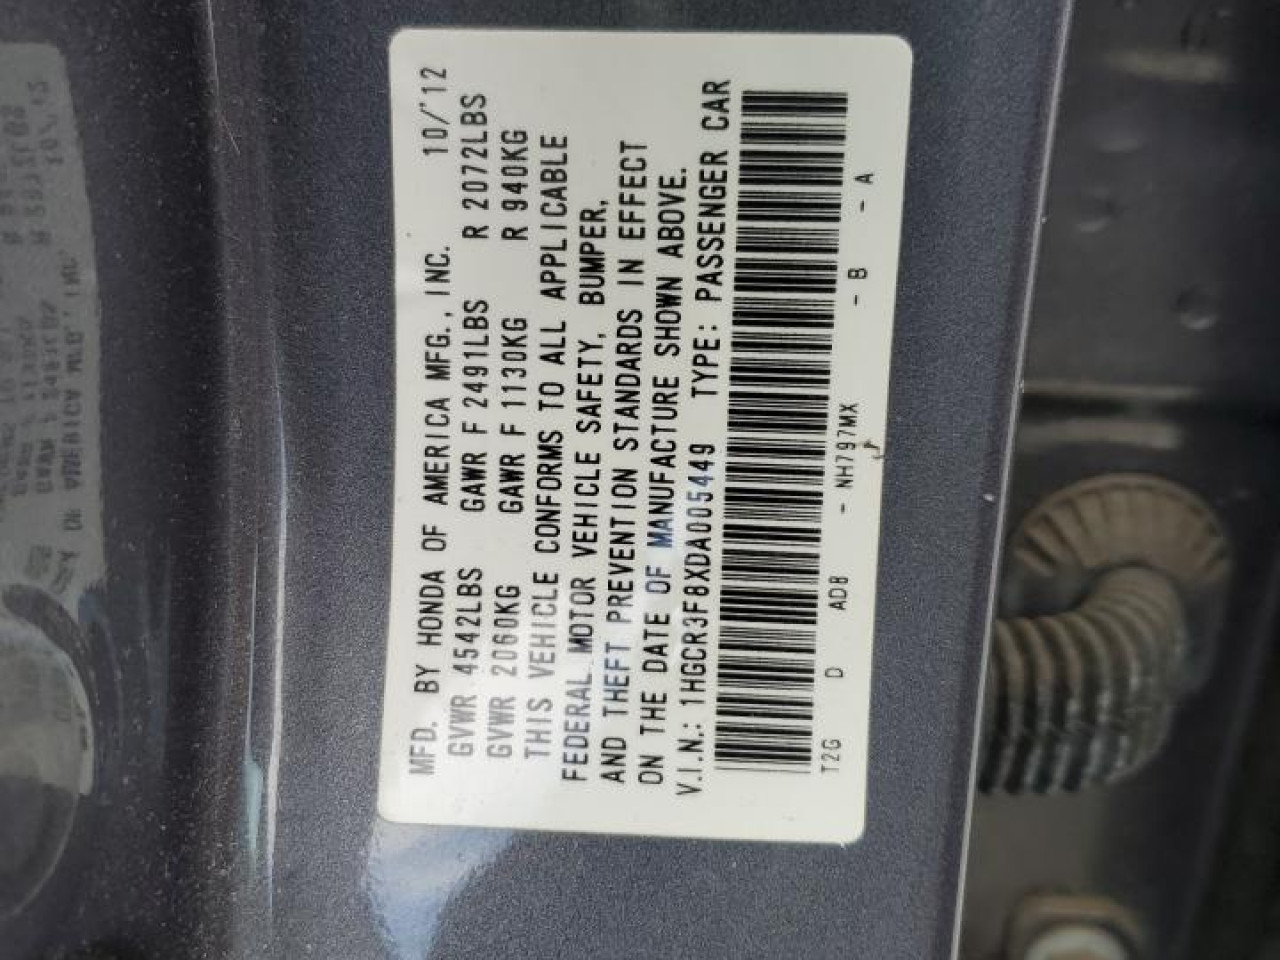 MFD. BY HONDA OF AMERICA MFG., INC. 10/'12
GVWR 4542LBS GAWR F 2491LBS R 2072LBS
GVWR 2060KG GAWR F 1130KG R 940KG
THIS VEHICLE CONFORMS TO ALL APPLICABLE
FEDERAL MOTOR VEHICLE SAFETY, BUMPER,
AND THEFT PREVENTION STANDARDS IN EFFECT
ON THE DATE OF MANUFACTURE SHOWN ABOVE.
V.I.N.: 1HGCR3F8XDA005449 TYPE: PASSENGER CAR
T2G D AD8 - NH797MX - B - A